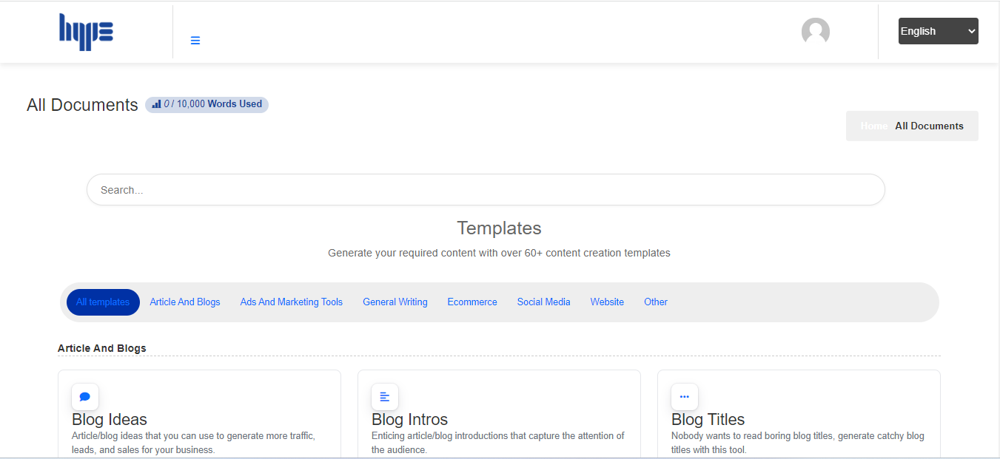 hype
English
All Documents
0 / 10,000 Words Used
Home All Documents
Search...
Templates
Generate your required content with over 60+ content creation templates
All templates Article And Blogs Ads And Marketing Tools General Writing Ecommerce Social Media Website Other
Article And Blogs
Blog Ideas
Article/blog ideas that you can use to generate more traffic,
leads, and sales for your business.
Blog Intros
Enticing article/blog introductions that capture the attention of
the audience.
Blog Titles
Nobody wants to read boring blog titles, generate catchy blog
titles with this tool.